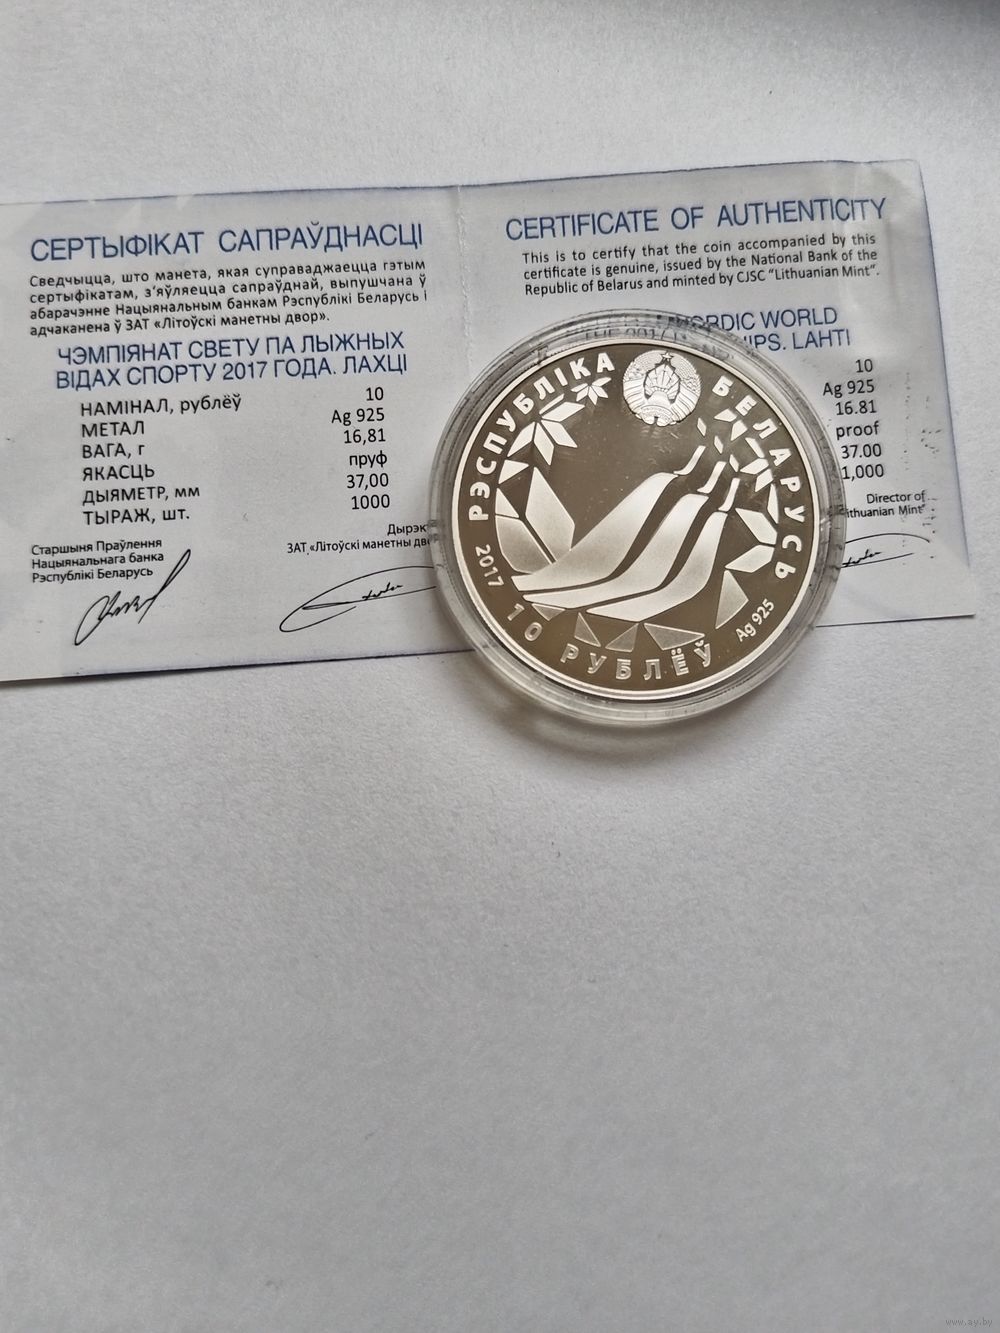 СЕРТЫФІКАТ САПРАЎДНАСЦІ
Сведчыцца, што манета, якая суправаджаецца гэтым
сертыфікатам, з'яўляецца сапраўднай, выпушчана ў
абарачэнне Нацыянальным банкам Рэспублікі Беларусь і
адчаканена ў ЗАТ «Літоўскі манетны двор».
ЧЭМПІЯНАТ СВЕТУ ПА ЛЫЖНЫХ
ВІДАХ СПОРТУ 2017 ГОДА. ЛАХЦІ
НАМІНАЛ, рублёў 10
МЕТАЛ Ag 925
ВАГА, г 16,81
ЯКАСЦЬ пруф
ДЫЯМЕТР, мм 37,00
ТЫРАЖ, шт. 1000
Старшыня Праўлення
Нацыянальнага банка
Рэспублікі Беларусь
Дырэк
ЗАТ «Літоўскі манетны дво
CERTIFICATE OF AUTHENTICITY
This is to certify that the coin accompanied by this
certificate is genuine, issued by the National Bank of the
Republic of Belarus and minted by CJSC "Lithuanian Mint".
NORDIC WORLD
LAHTI
10
Ag 925
16.81
proof
37.00
1,000
Director of
ithuanian Mint"
РЭСПУБЛІКА БЕЛАРУСЬ
2017
10 РУБЛЁЎ
Ag 925
www.ay.by